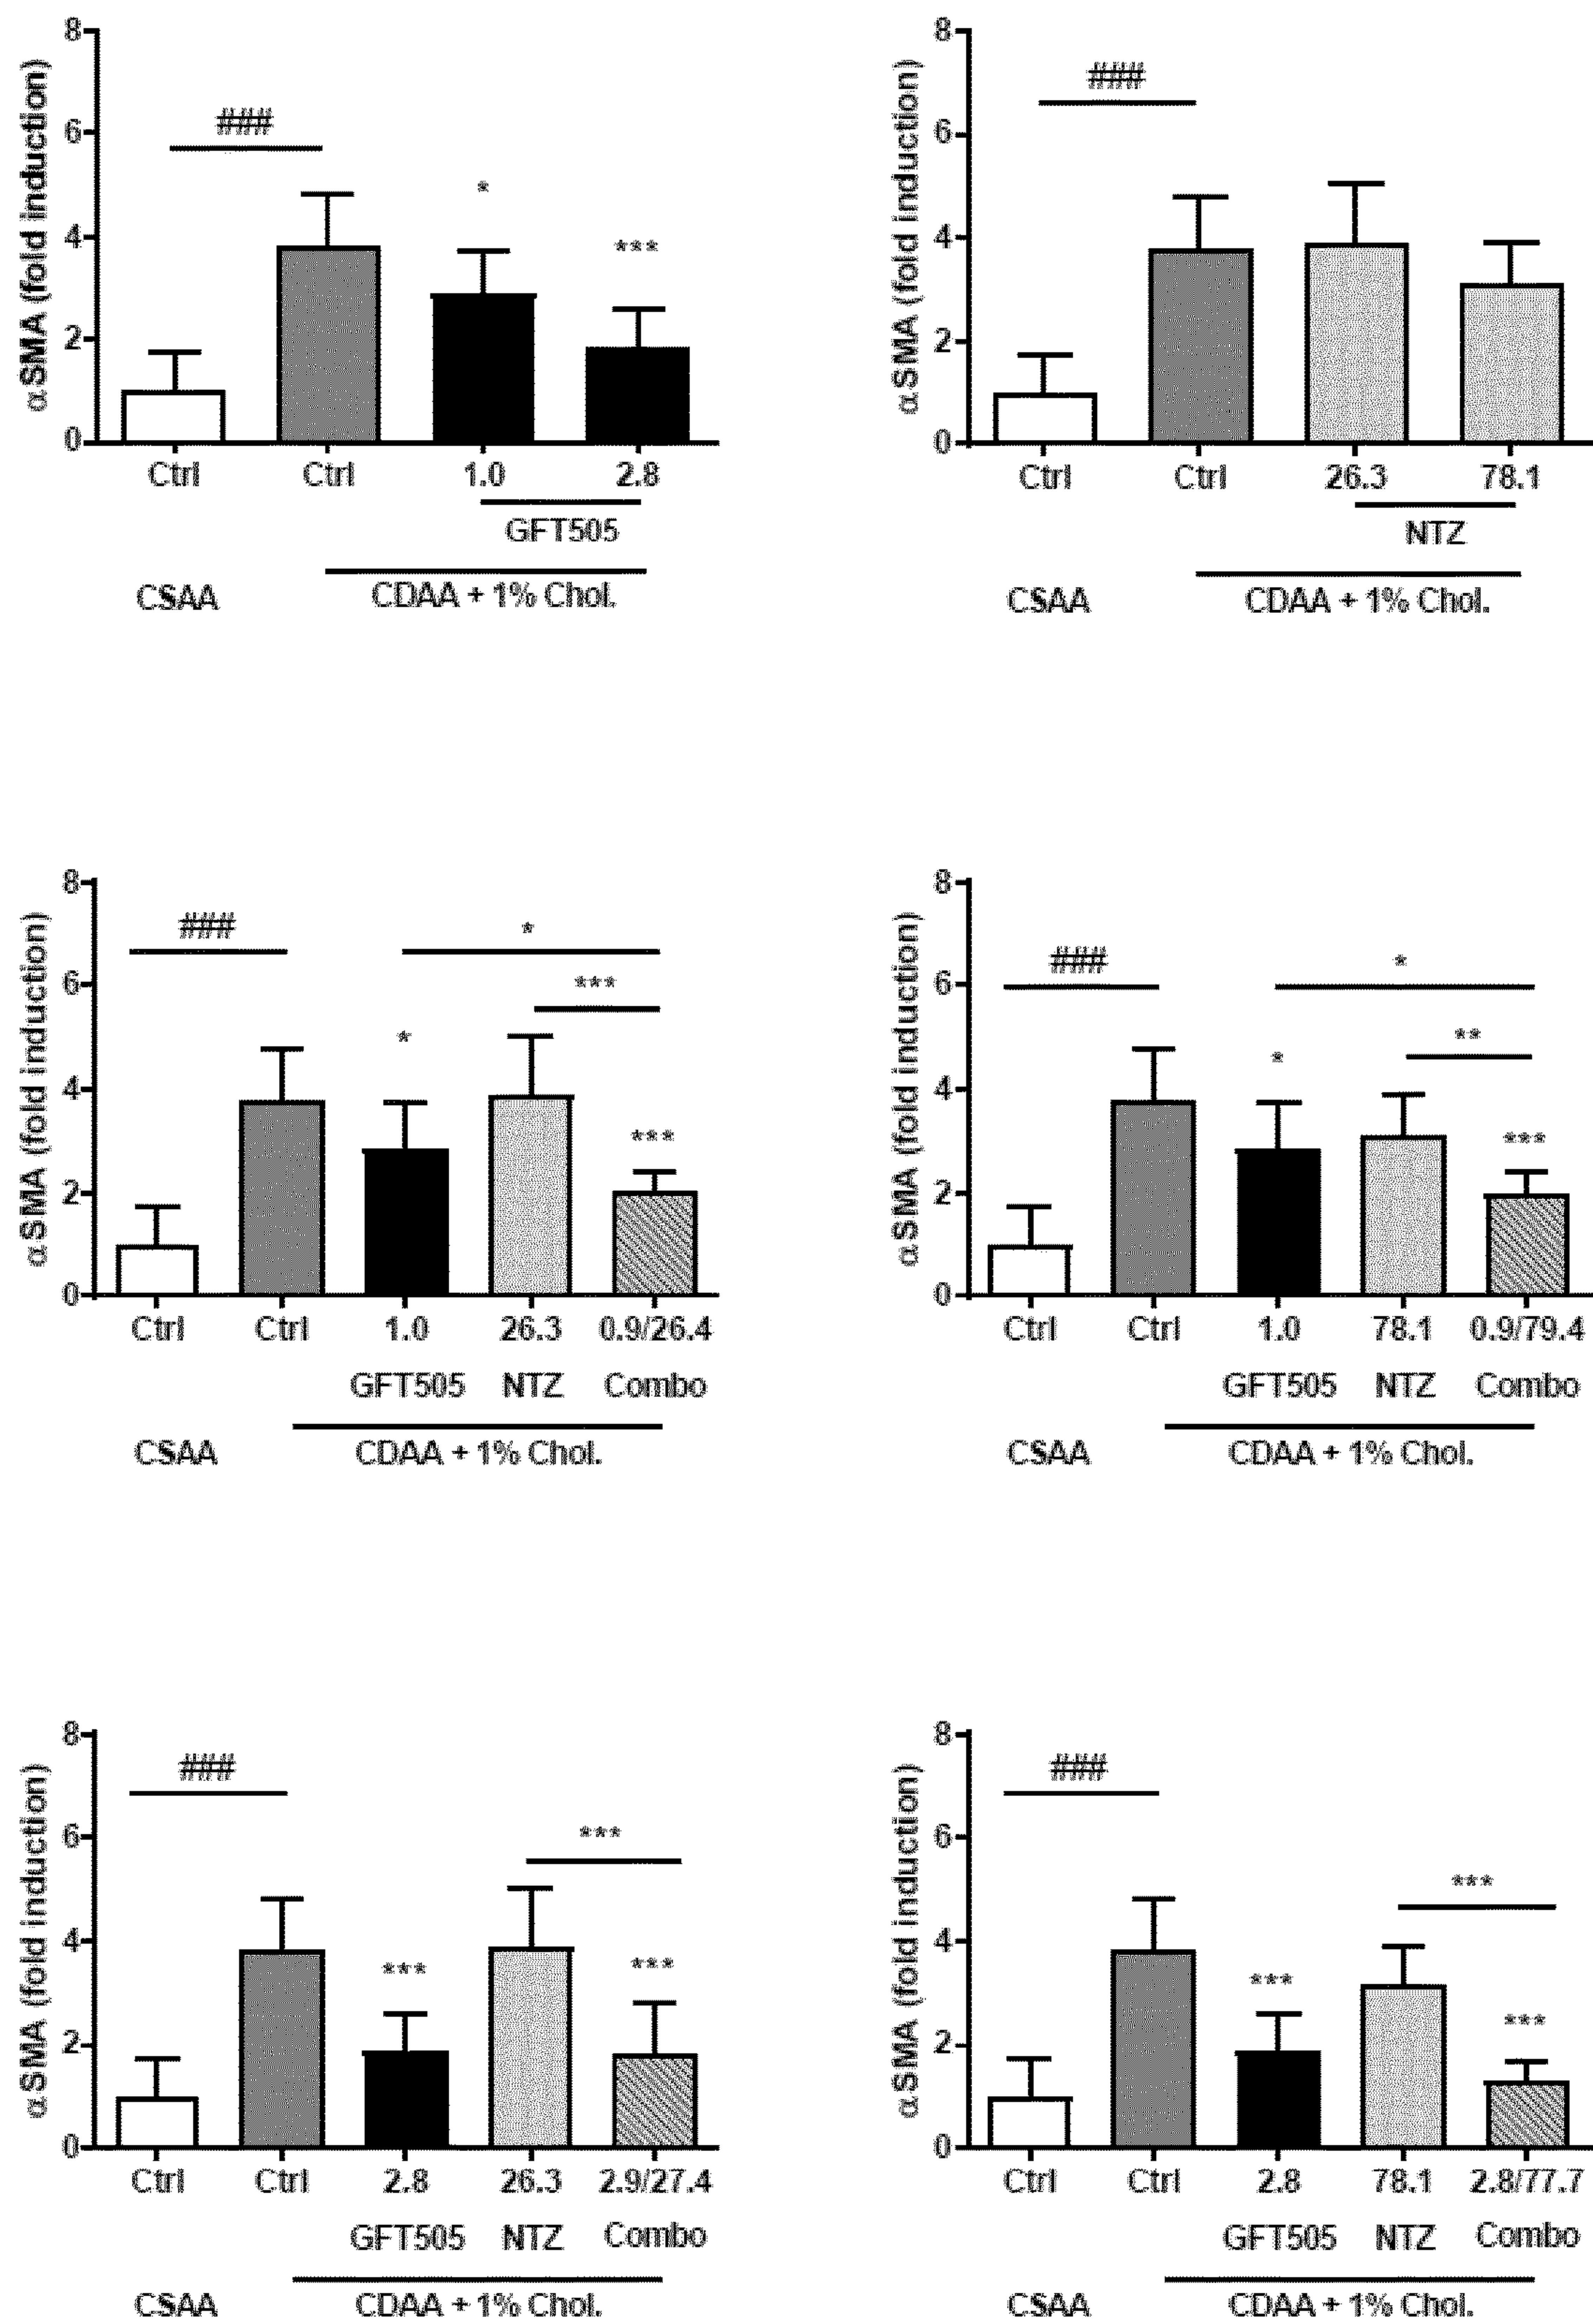 αSMA (fold induction)
8
6
4
2
0
###
*
***
Ctrl Ctrl 1.0 2.8
GFT505
CSAA CDAA + 1% Chol.
αSMA (fold induction)
8
6
4
2
0
###
Ctrl Ctrl 26.3 78.1
NTZ
CSAA CDAA + 1% Chol.
αSMA (fold induction)
8
6
4
2
0
###
*
***
*
***
Ctrl Ctrl 1.0 26.3 0.9/26.4
GFT505 NTZ Combo
CSAA CDAA + 1% Chol.
αSMA (fold induction)
8
6
4
2
0
###
*
**
*
***
Ctrl Ctrl 1.0 78.1 0.9/79.4
GFT505 NTZ Combo
CSAA CDAA + 1% Chol.
αSMA (fold induction)
8
6
4
2
0
###
***
***
***
Ctrl Ctrl 2.8 26.3 2.9/27.4
GFT505 NTZ Combo
CSAA CDAA + 1% Chol.
αSMA (fold induction)
8
6
4
2
0
###
***
***
***
Ctrl Ctrl 2.8 78.1 2.8/77.7
GFT505 NTZ Combo
CSAA CDAA + 1% Chol.